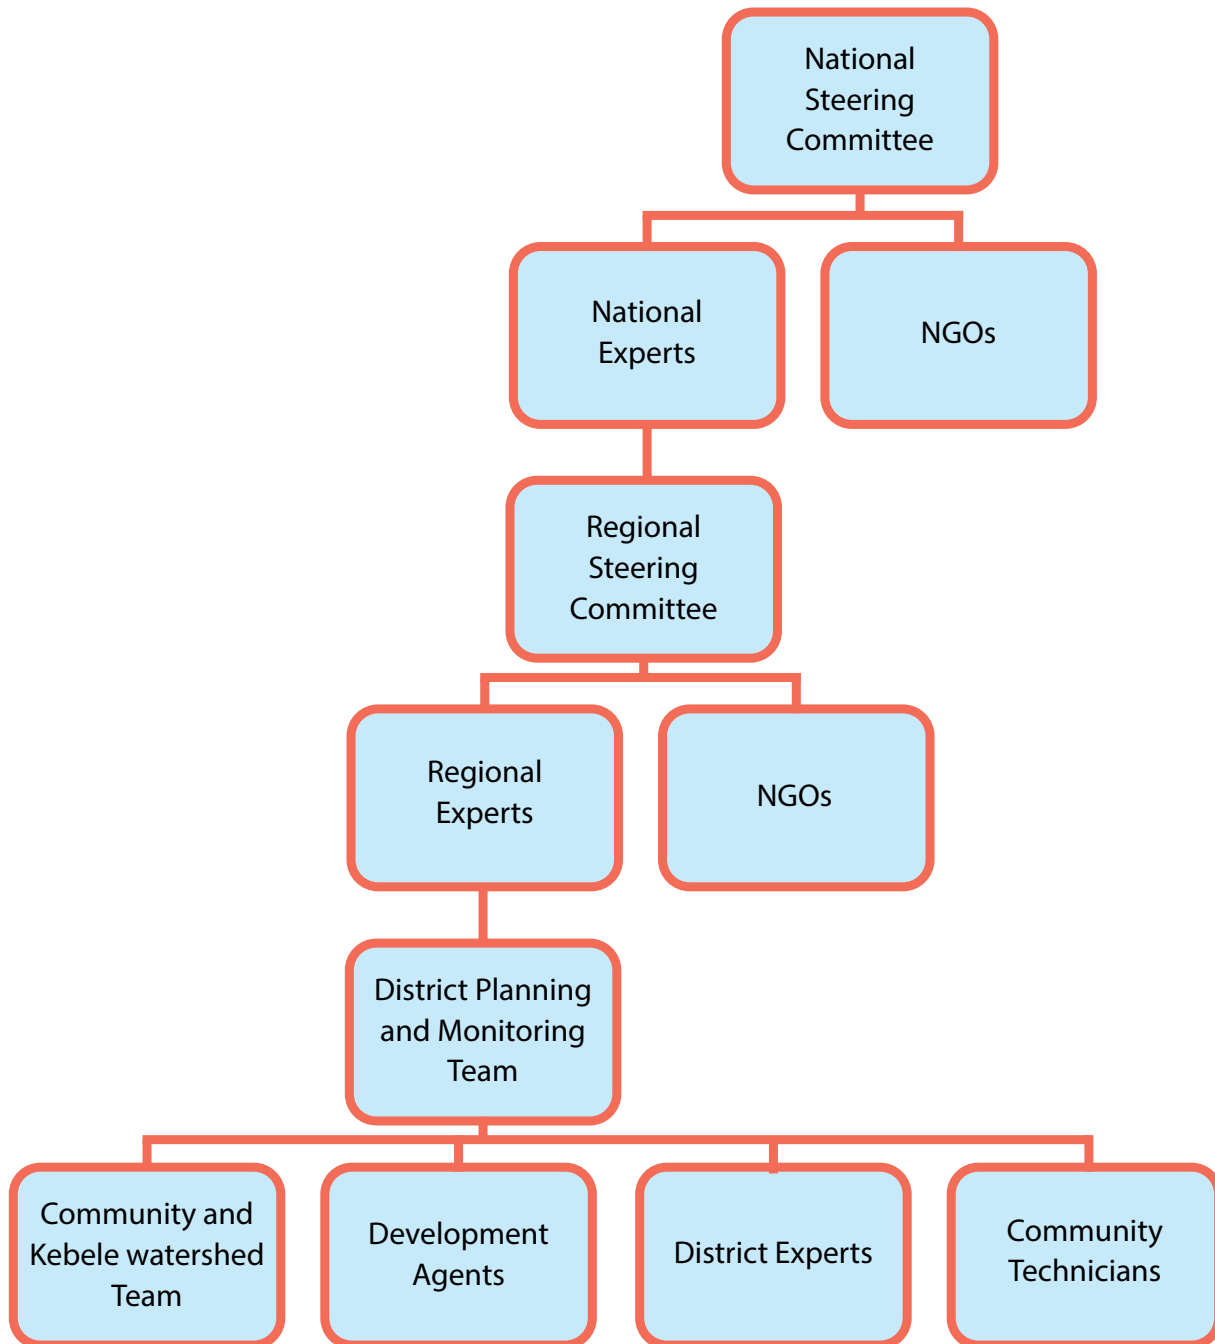 National
Steering
Committee
National
Experts
NGOs
Regional
Steering
Committee
Regional
Experts
NGOs
District Planning
and Monitoring
Team
Community and
Kebele watershed
Team
Development
Agents
District Experts
Community
Technicians